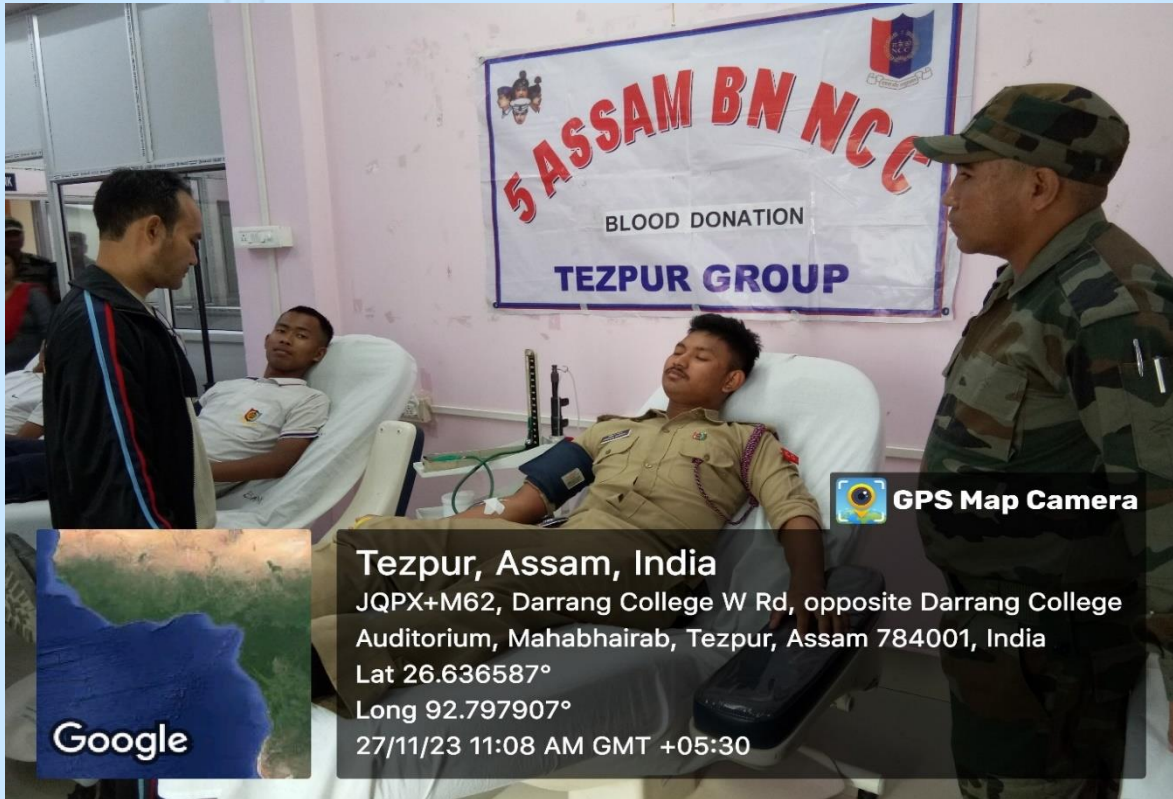 5 ASSAM BN NCC
BLOOD DONATION
TEZPUR GROUP
GPS Map Camera
Tezpur, Assam, India
JQPX+M62, Darrang College W Rd, opposite Darrang College
Auditorium, Mahabhairab, Tezpur, Assam 784001, India
Lat 26.636587°
Long 92.797907°
27/11/23 11:08 AM GMT +05:30
Google